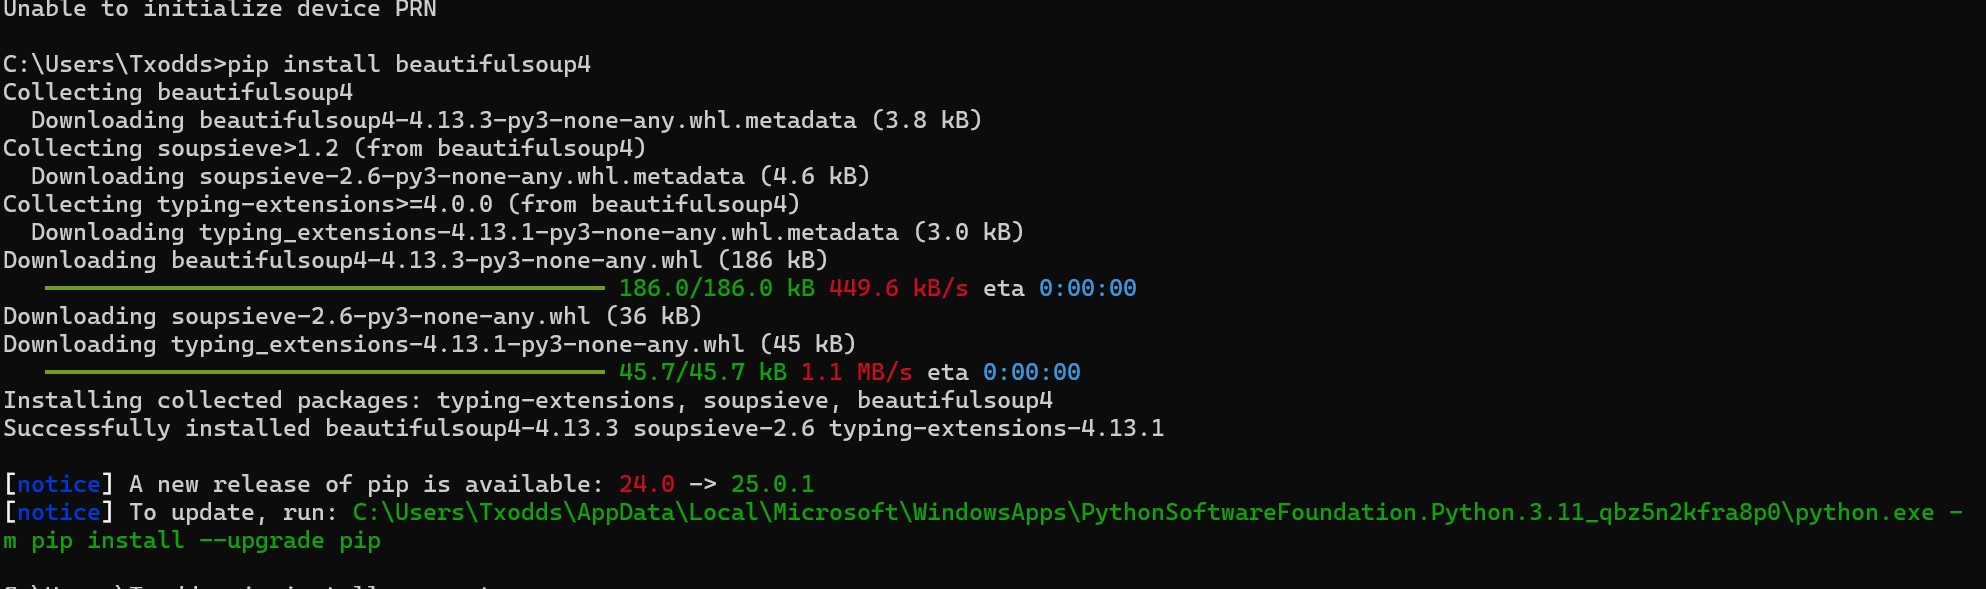 Unable to initialize device PRN
C:\Users\Txodds>pip install beautifulsoup4
Collecting beautifulsoup4
  Downloading beautifulsoup4-4.13.3-py3-none-any.whl.metadata (3.8 kB)
Collecting soupsieve>1.2 (from beautifulsoup4)
  Downloading soupsieve-2.6-py3-none-any.whl.metadata (4.6 kB)
Collecting typing-extensions>=4.0.0 (from beautifulsoup4)
  Downloading typing_extensions-4.13.1-py3-none-any.whl.metadata (3.0 kB)
Downloading beautifulsoup4-4.13.3-py3-none-any.whl (186 kB)
186.0/186.0 kB 449.6 kB/s eta 0:00:00
Downloading soupsieve-2.6-py3-none-any.whl (36 kB)
Downloading typing_extensions-4.13.1-py3-none-any.whl (45 kB)
45.7/45.7 kB 1.1 MB/s eta 0:00:00
Installing collected packages: typing-extensions, soupsieve, beautifulsoup4
Successfully installed beautifulsoup4-4.13.3 soupsieve-2.6 typing-extensions-4.13.1
[notice] A new release of pip is available: 24.0 -> 25.0.1
[notice] To update, run: C:\Users\Txodds\AppData\Local\Microsoft\WindowsApps\PythonSoftwareFoundation.Python.3.11_qbz5n2kfra8p0\python.exe -
m pip install --upgrade pip